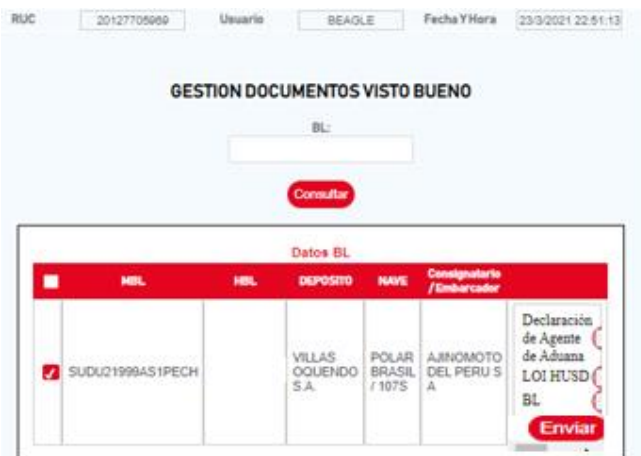 RUC 20127705969 Usuario BEAGLE Fecha Y Hora 23/3/2021 22:51:13
GESTION DOCUMENTOS VISTO BUENO
BL:
Consultar
Datos BL
MBL HBL DEPOSITO NAVE Consignatario /Embarcador
SUDU21999AS1PECH VILLAS OQUENDO S.A. POLAR BRASIL / 107S AJINOMOTO DEL PERU S A
Declaración
de Agente
de Aduana
LOI HUSD
BL
Enviar